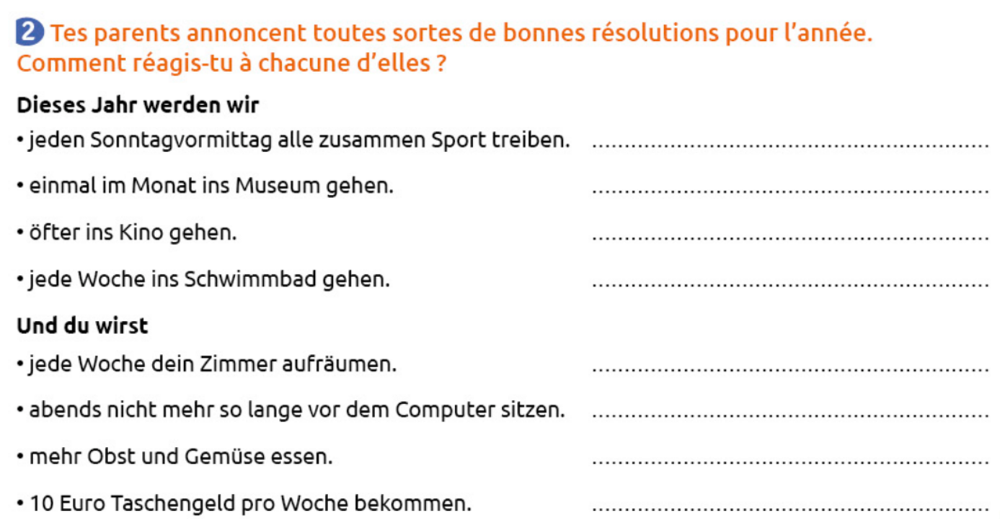 2 Tes parents annoncent toutes sortes de bonnes résolutions pour l’année.
Comment réagis-tu à chacune d’elles ?
Dieses Jahr werden wir
• jeden Sonntagvormittag alle zusammen Sport treiben. ............................................................
• einmal im Monat ins Museum gehen. ............................................................
• öfter ins Kino gehen. ............................................................
• jede Woche ins Schwimmbad gehen. ............................................................
Und du wirst
• jede Woche dein Zimmer aufräumen. ............................................................
• abends nicht mehr so lange vor dem Computer sitzen. ............................................................
• mehr Obst und Gemüse essen. ............................................................
• 10 Euro Taschengeld pro Woche bekommen. ............................................................